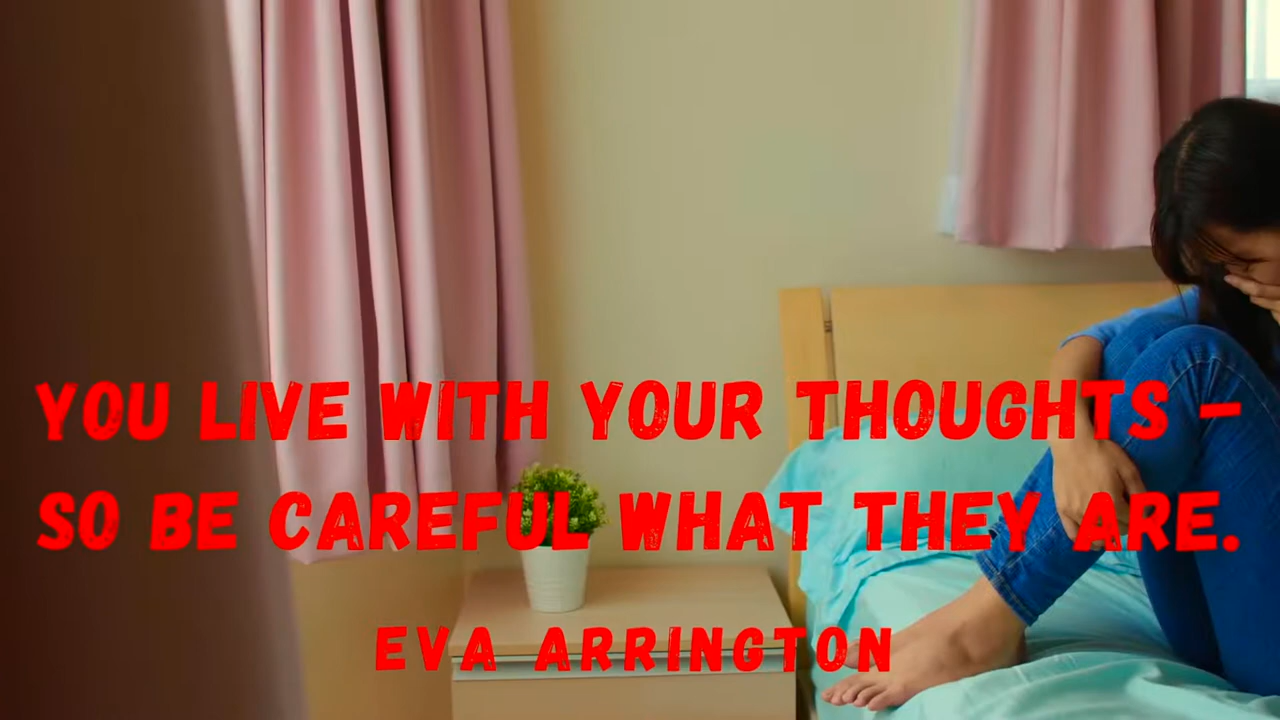 YOU LIVE WITH YOUR THOUGHTS -
SO BE CAREFUL WHAT THEY ARE.
EVA ARRINGTON